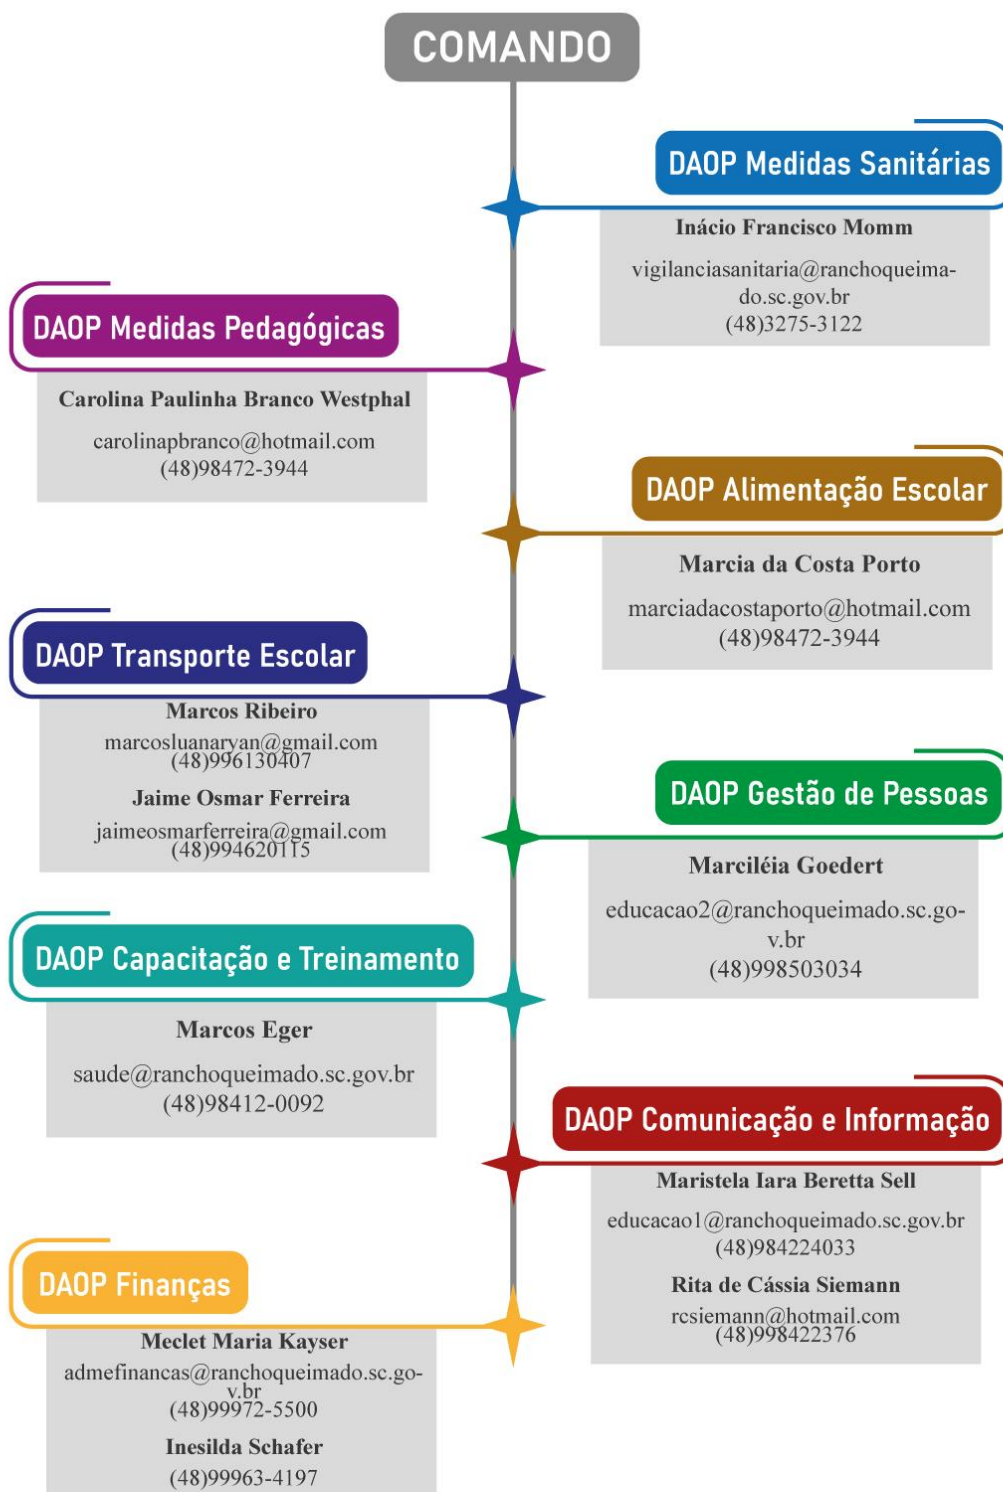 COMANDO
DAOP Medidas Sanitárias
Inácio Francisco Momm
vigilanciasanitaria@ranchoqueima-
do.sc.gov.br
(48)3275-3122
DAOP Medidas Pedagógicas
Carolina Paulinha Branco Westphal
carolinapbranco@hotmail.com
(48)98472-3944
DAOP Alimentação Escolar
Marcia da Costa Porto
marciadacostaporto@hotmail.com
(48)98472-3944
DAOP Transporte Escolar
Marcos Ribeiro
marcosluanaryan@gmail.com
(48)996130407
Jaime Osmar Ferreira
jaimeosmarferreira@gmail.com
(48)994620115
DAOP Gestão de Pessoas
Marciléia Goedert
educacao2@ranchoqueimado.sc.go-
v.br
(48)998503034
DAOP Capacitação e Treinamento
Marcos Eger
saude@ranchoqueimado.sc.gov.br
(48)98412-0092
DAOP Comunicação e Informação
Maristela Iara Beretta Sell
educacao1@ranchoqueimado.sc.gov.br
(48)984224033
Rita de Cássia Siemann
rcsiemann@hotmail.com
(48)998422376
DAOP Finanças
Meclet Maria Kayser
admefinancas@ranchoqueimado.sc.go-
v.br
(48)99972-5500
Inesilda Schafer
(48)99963-4197